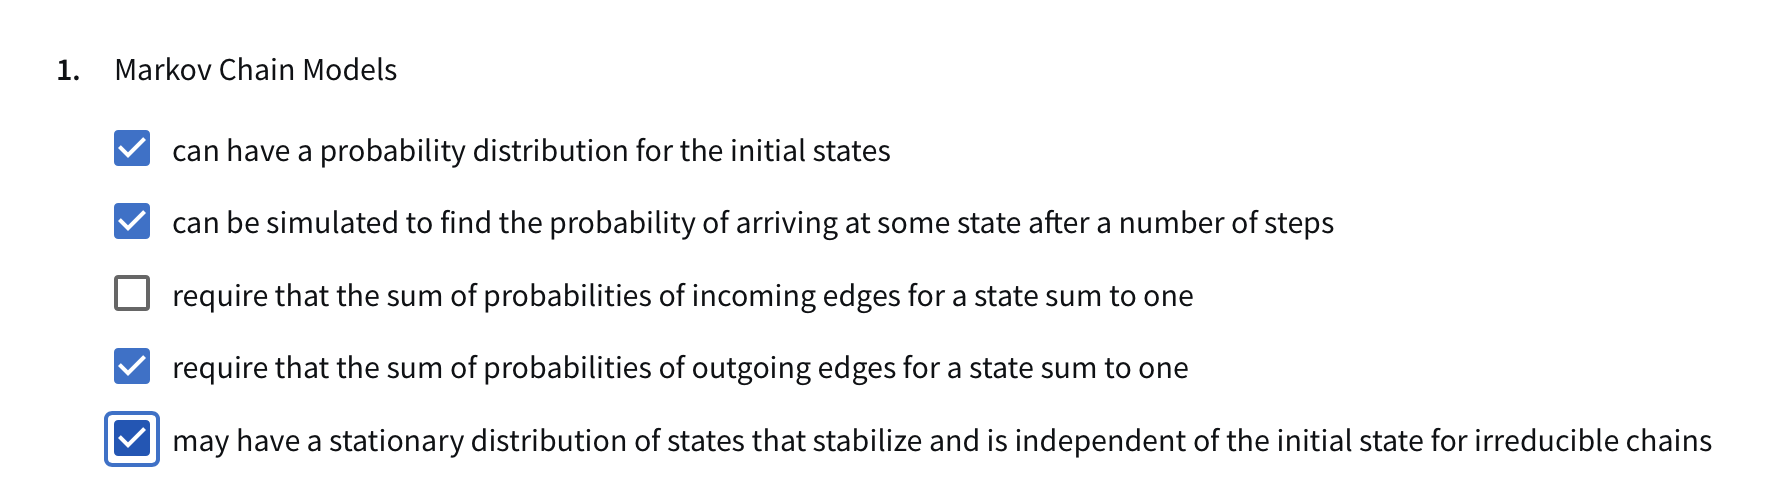 1. Markov Chain Models
can have a probability distribution for the initial states
can be simulated to find the probability of arriving at some state after a number of steps
require that the sum of probabilities of incoming edges for a state sum to one
require that the sum of probabilities of outgoing edges for a state sum to one
may have a stationary distribution of states that stabilize and is independent of the initial state for irreducible chains